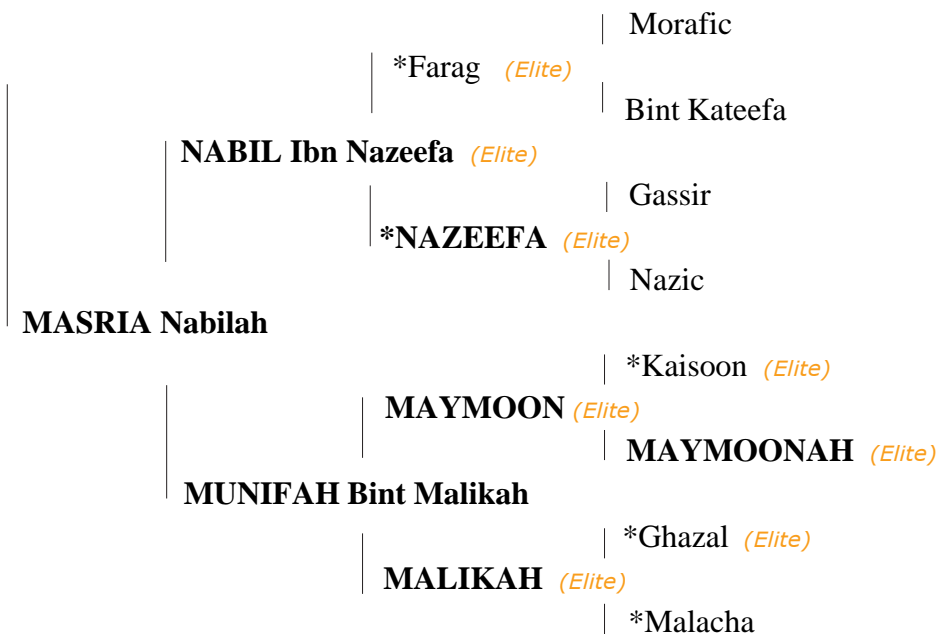 Morafic
*Farag (Elite)
Bint Kateefa
NABIL Ibn Nazeefa (Elite)
Gassir
*NAZEEFA (Elite)
Nazic
MASRIA Nabilah
*Kaisoon (Elite)
MAYMOON (Elite)
MAYMOONAH (Elite)
MUNIFAH Bint Malikah
*Ghazal (Elite)
MALIKAH (Elite)
*Malacha